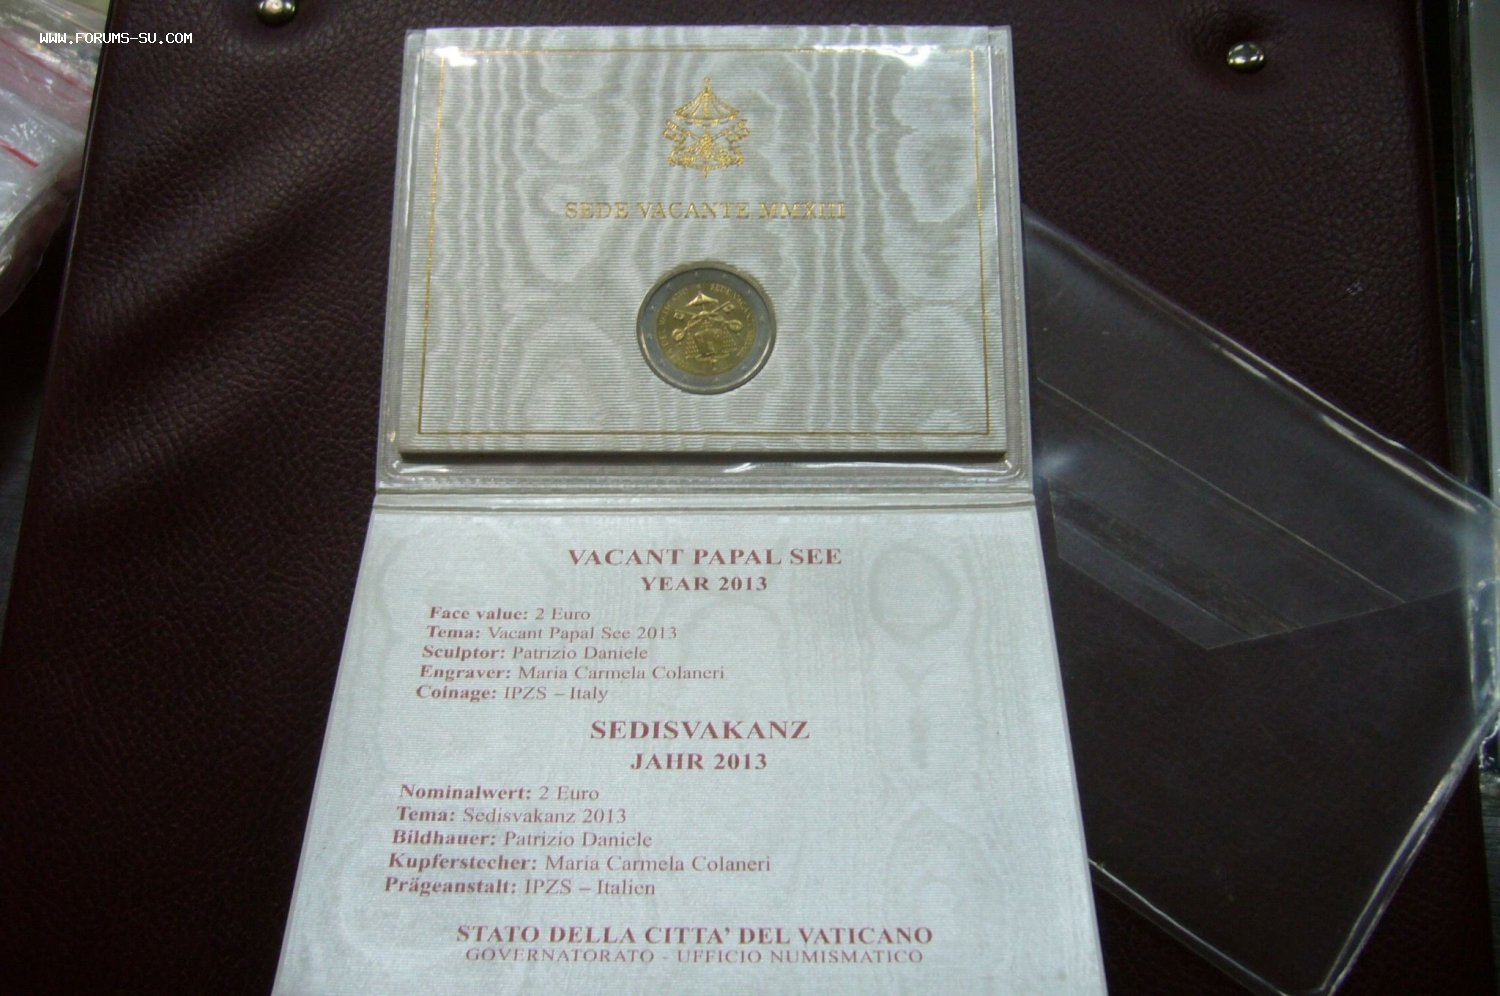 WWW.FORUMS-SU.COM
SEDE VACANTE MMXIII
VACANT PAPAL SEE
YEAR 2013
Face value: 2 Euro
Tema: Vacant Papal See 2013
Sculptor: Patrizio Daniele
Engraver: Maria Carmela Colaneri
Coinage: IPZS – Italy
SEDISVAKANZ
JAHR 2013
Nominalwert: 2 Euro
Tema: Sedisvakanz 2013
Bildhauer: Patrizio Daniele
Kupferstecher: Maria Carmela Colaneri
Prägeanstalt: IPZS – Italien
STATO DELLA CITTA’ DEL VATICANO
GOVERNATORATO - UFFICIO NUMISMATICO